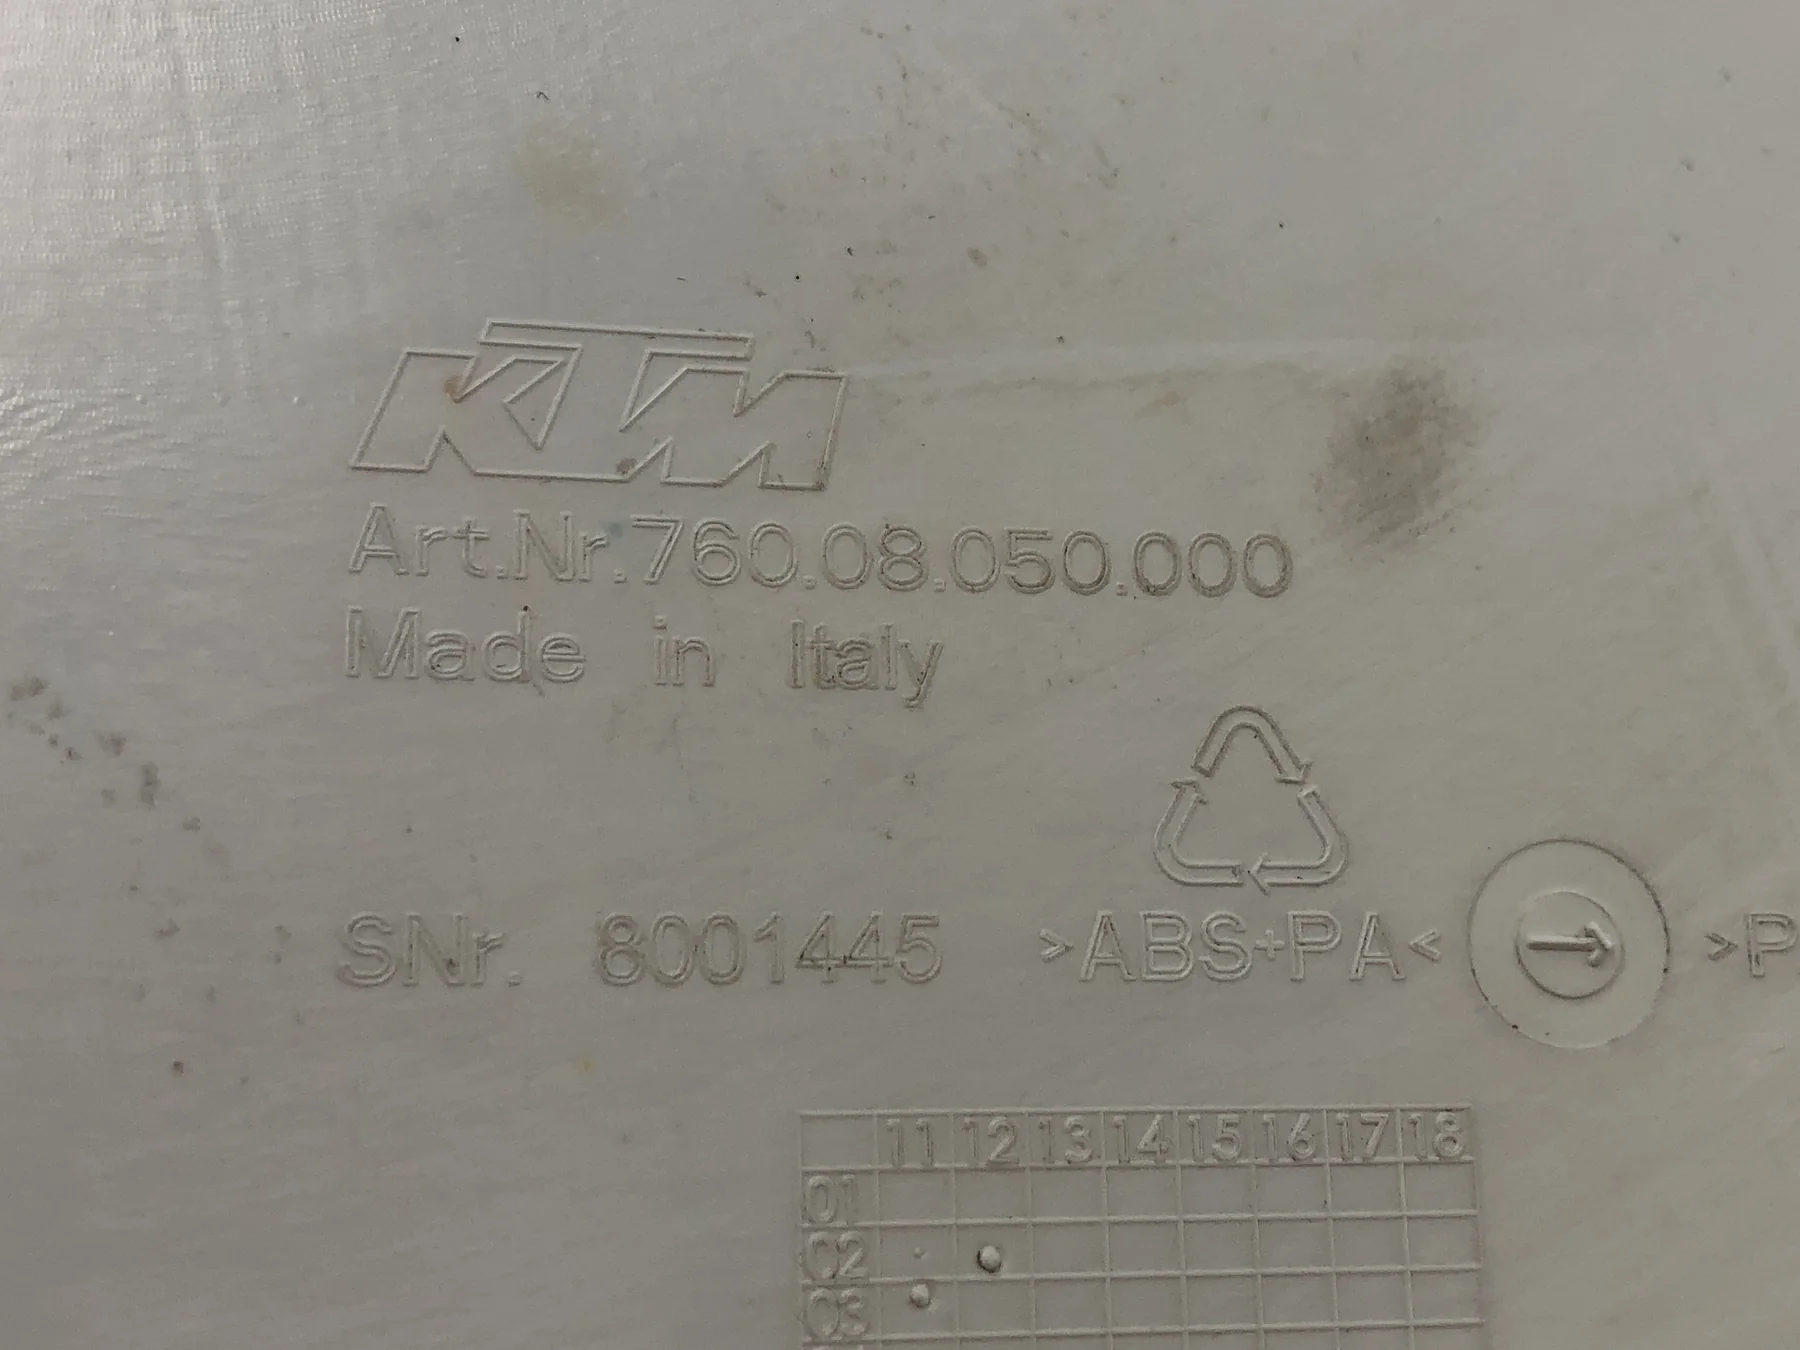 KTM
Art.Nr.760.08.050.000
Made in Italy
SNr. 8001445 >ABS+PA< >P
11 12 13 14 15 16 17 18
01
02
03